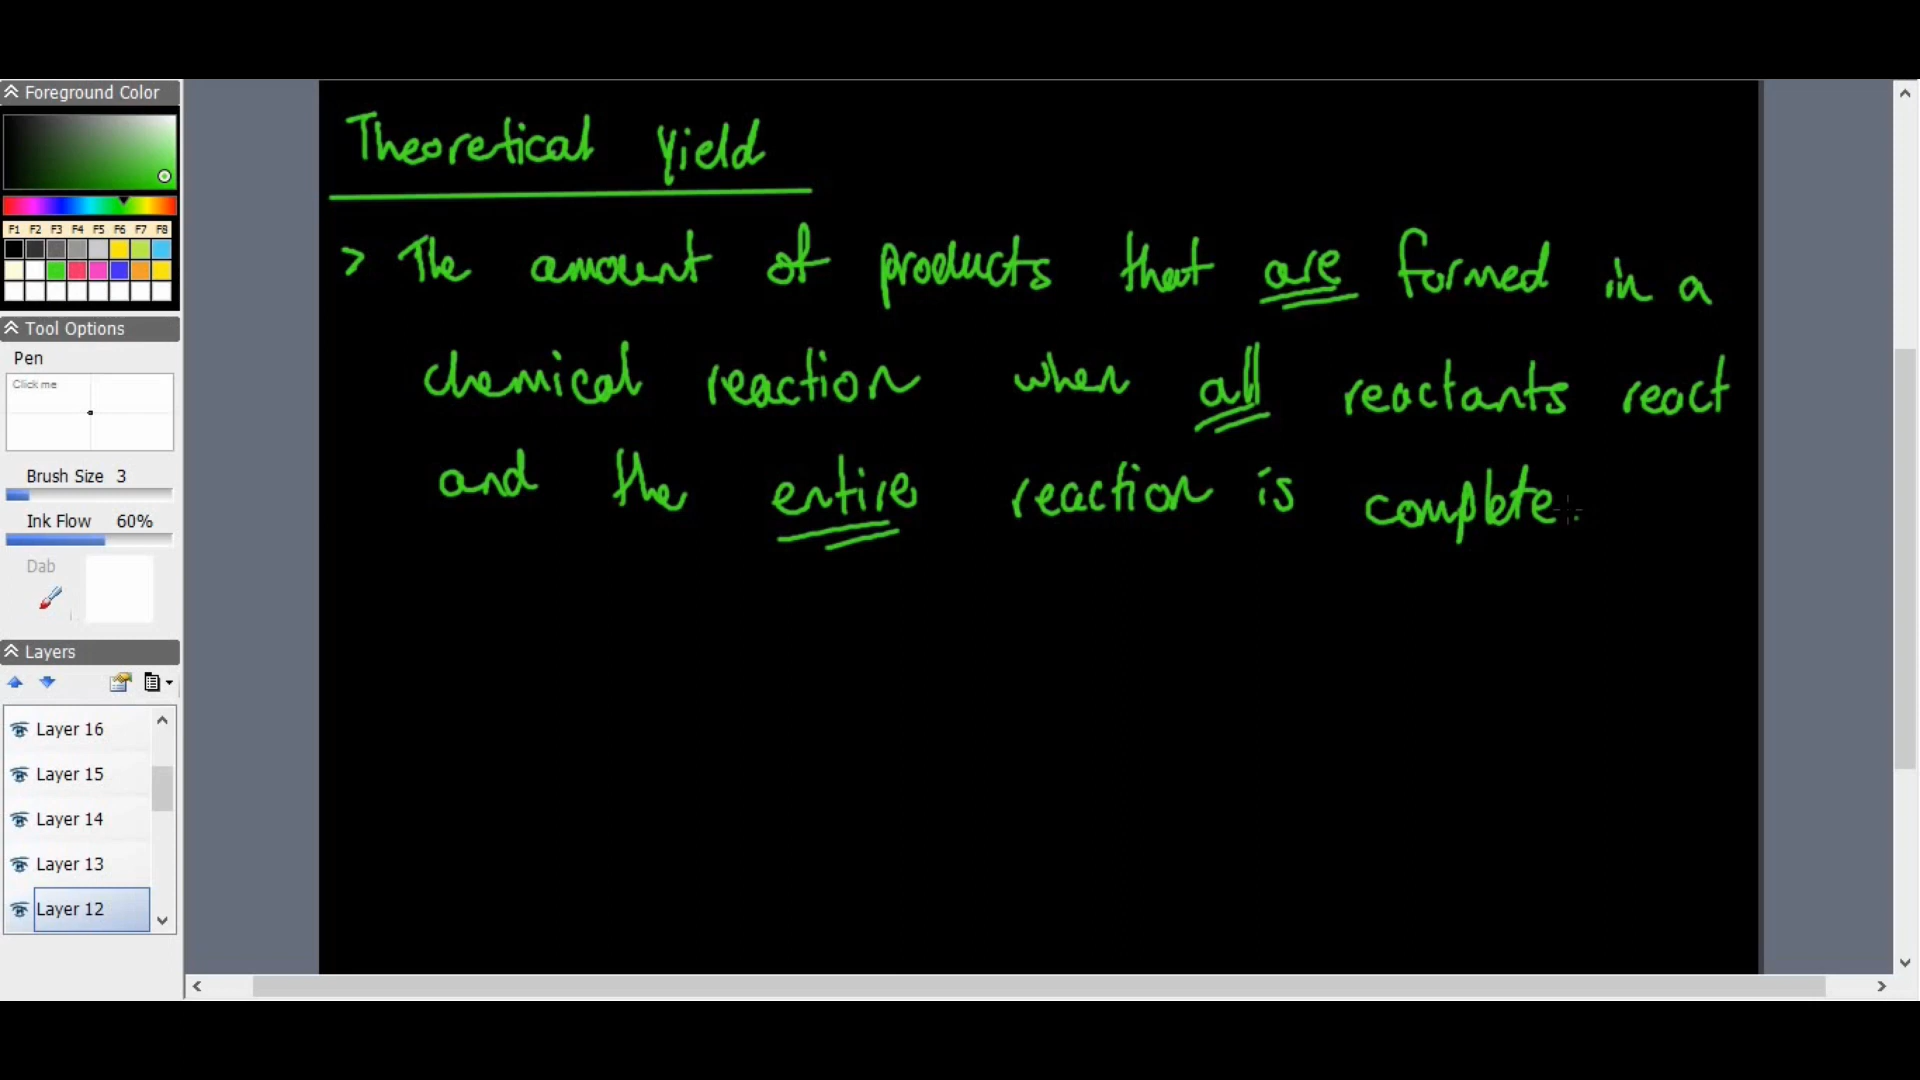 Foreground Color
F1 F2 F3 F4 F5 F6 F7 F8
Tool Options
Pen
Click me
Brush Size 3
Ink Flow 60%
Dab
Layers
Layer 16
Layer 15
Layer 14
Layer 13
Layer 12
Theoretical Yield
> The amount of products that are formed in a
chemical reaction when all reactants react
and the entire reaction is complete.